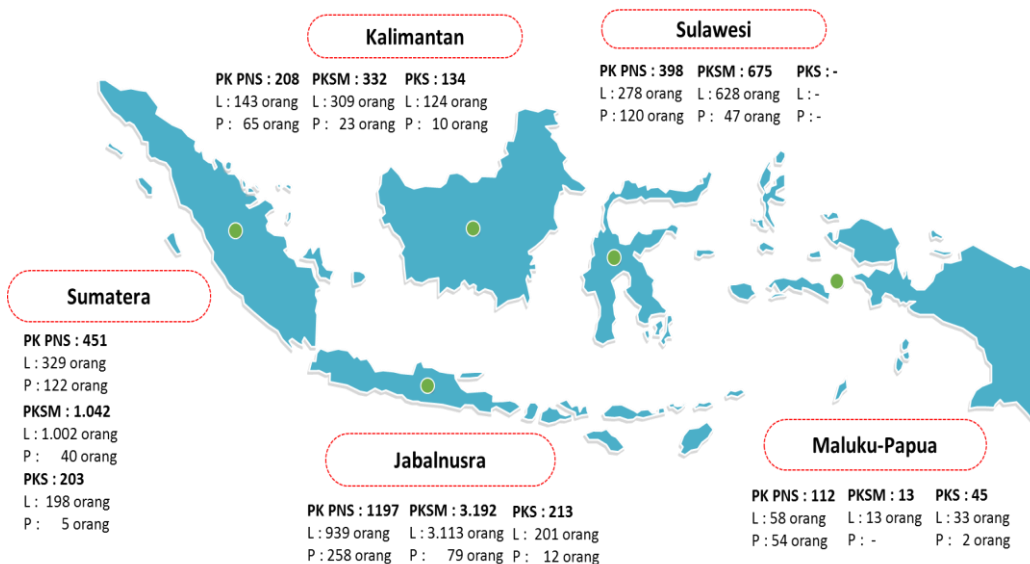 Kalimantan
PK PNS : 208 PKSM : 332 PKS : 134
L : 143 orang L : 309 orang L : 124 orang
P : 65 orang P : 23 orang P : 10 orang
Sulawesi
PK PNS : 398 PKSM : 675 PKS : -
L : 278 orang L : 628 orang L : -
P : 120 orang P : 47 orang P : -
Sumatera
PK PNS : 451
L : 329 orang
P : 122 orang
PKSM : 1.042
L : 1.002 orang
P : 40 orang
PKS : 203
L : 198 orang
P : 5 orang
Jabalnusra
PK PNS : 1197 PKSM : 3.192 PKS : 213
L : 939 orang L : 3.113 orang L : 201 orang
P : 258 orang P : 79 orang P : 12 orang
Maluku-Papua
PK PNS : 112 PKSM : 13 PKS : 45
L : 58 orang L : 13 orang L : 33 orang
P : 54 orang P : - P : 2 orang